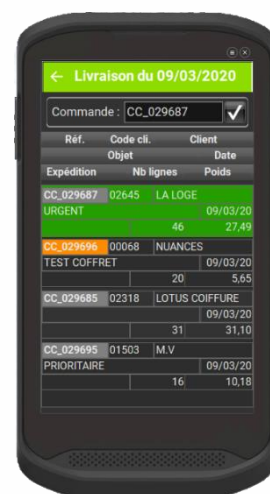 ← Livraison du 09/03/2020
Commande : CC_029687
Réf. Code cli. Client
Objet Date
Expédition Nb lignes Poids
CC_029687 02645 LA LOGE
URGENT 09/03/20
46 27,49
CC_029696 00068 NUANCES
TEST COFFRET 09/03/20
20 5,65
CC_029685 02318 LOTUS COIFFURE
09/03/20
31 31,10
CC_029695 01503 M.V
PRIORITAIRE 09/03/20
16 10,18